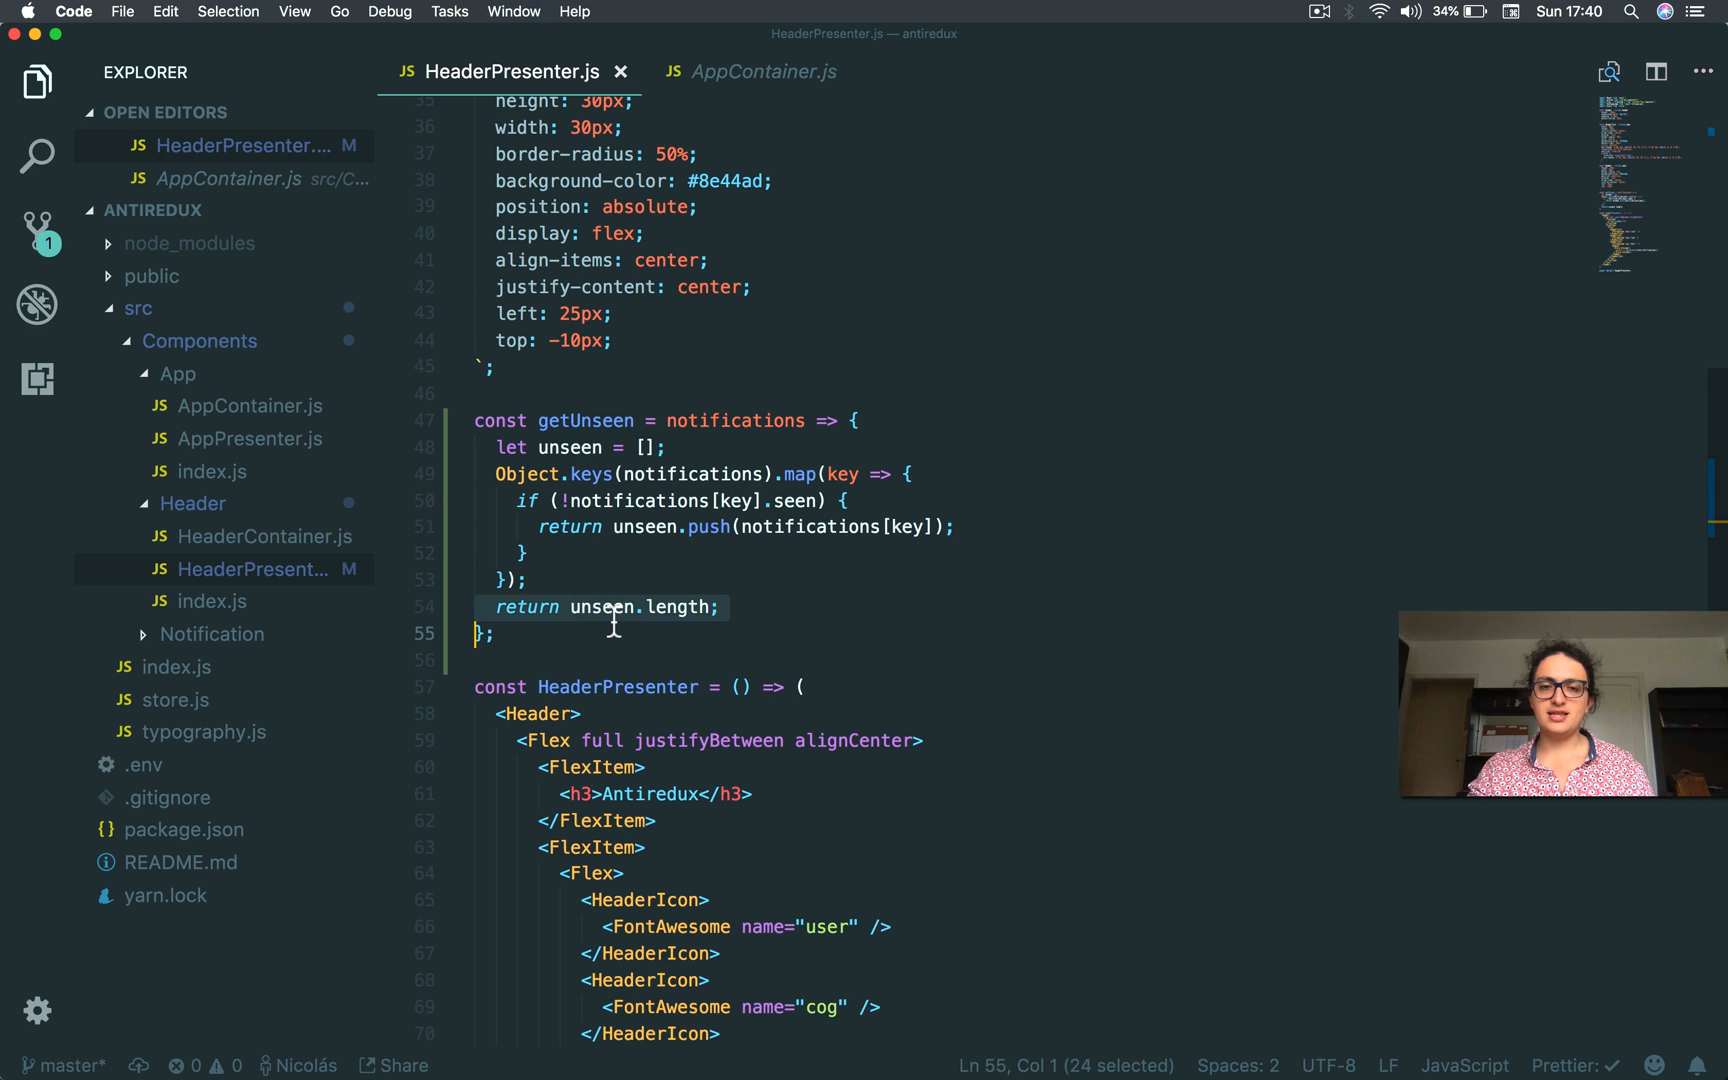 Code File Edit Selection View Go Debug Tasks Window Help 34% Sun 17:40
HeaderPresenter.js — antiredux
EXPLORER
OPEN EDITORS
JS HeaderPresenter.... M
JS AppContainer.js src/C...
ANTIREDUX
node_modules
1
public
src
Components
App
JS AppContainer.js
JS AppPresenter.js
JS index.js
Header
JS HeaderContainer.js
JS HeaderPresent... M
JS index.js
Notification
JS index.js
JS store.js
JS typography.js
.env
.gitignore
{} package.json
README.md
yarn.lock
JS HeaderPresenter.js × JS AppContainer.js
35 height: 30px;
36 width: 30px;
37 border-radius: 50%;
38 background-color: #8e44ad;
39 position: absolute;
40 display: flex;
41 align-items: center;
42 justify-content: center;
43 left: 25px;
44 top: -10px;
45 `;
46
47 const getUnseen = notifications => {
48 let unseen = [];
49 Object.keys(notifications).map(key => {
50 if (!notifications[key].seen) {
51 return unseen.push(notifications[key]);
52 }
53 });
54 return unseen.length;
55 };
56
57 const HeaderPresenter = () => (
58 <Header>
59 <Flex full justifyBetween alignCenter>
60 <FlexItem>
61 <h3>Antiredux</h3>
62 </FlexItem>
63 <FlexItem>
64 <Flex>
65 <HeaderIcon>
66 <FontAwesome name="user" />
67 </HeaderIcon>
68 <HeaderIcon>
69 <FontAwesome name="cog" />
70 </HeaderIcon>
master* 0 0 Nicolás Share Ln 55, Col 1 (24 selected) Spaces: 2 UTF-8 LF JavaScript Prettier: ✓